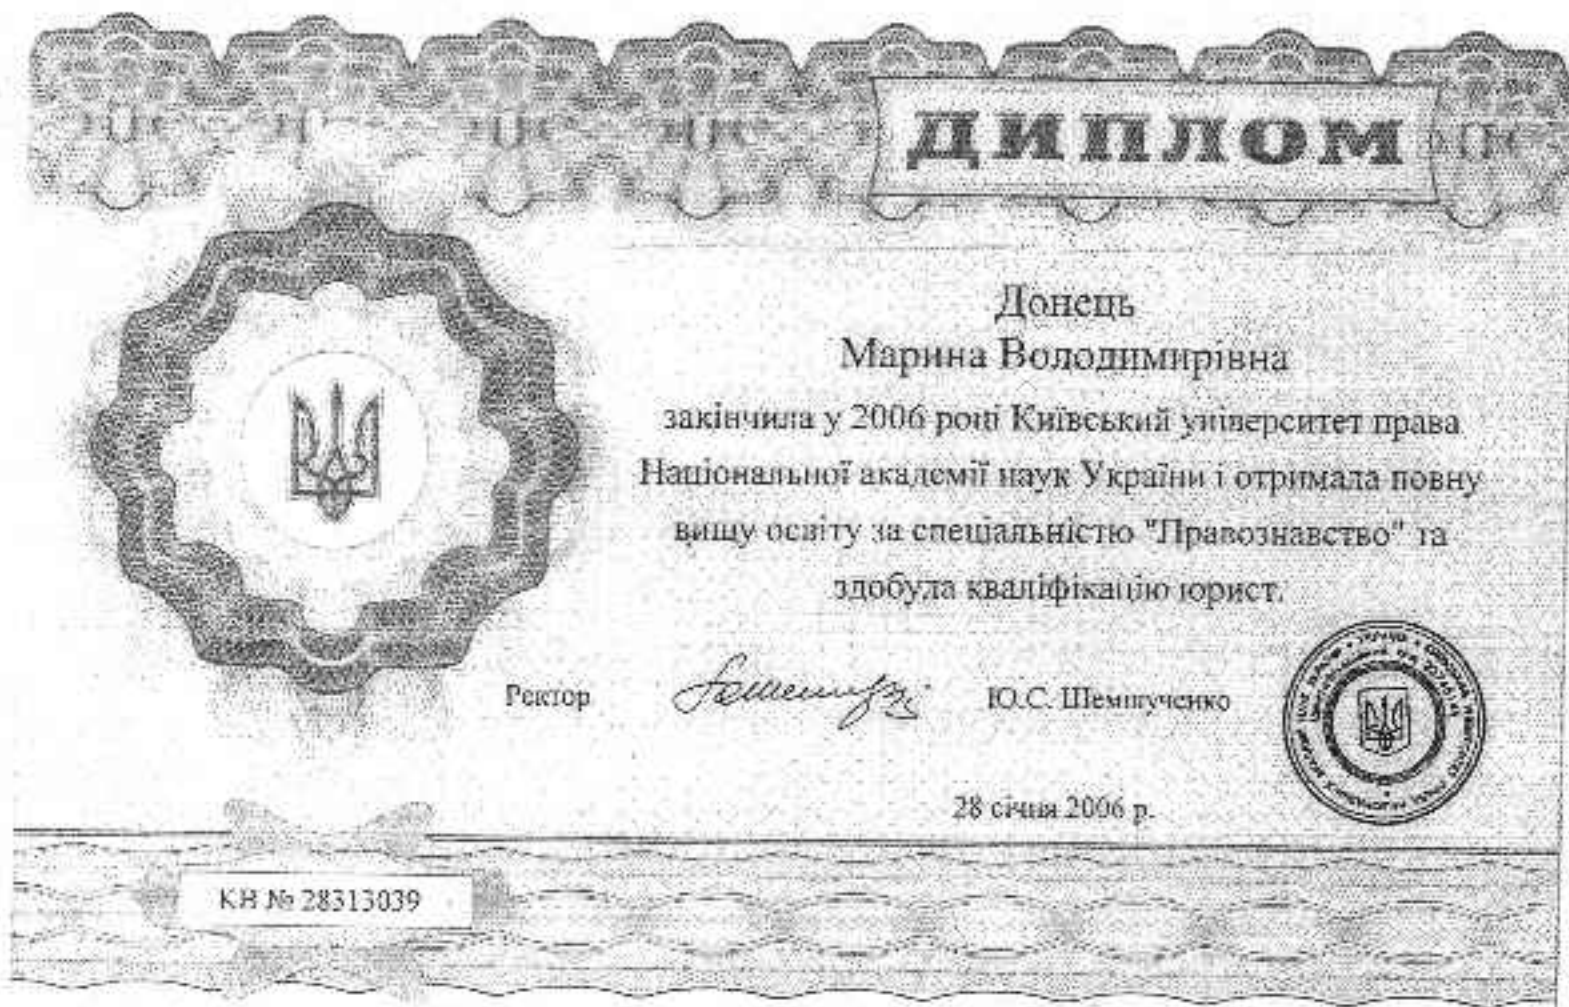 ДИПЛОМ
Донець
Марина Володимирівна
закінчила у 2006 році Київський університет права
Національної академії наук України і отримала повну
вищу освіту за спеціальністю "Правознавство" та
здобула кваліфікацію юрист.
Ректор Ю.С. Шемшученко
28 січня 2006 р.
КН № 28313039